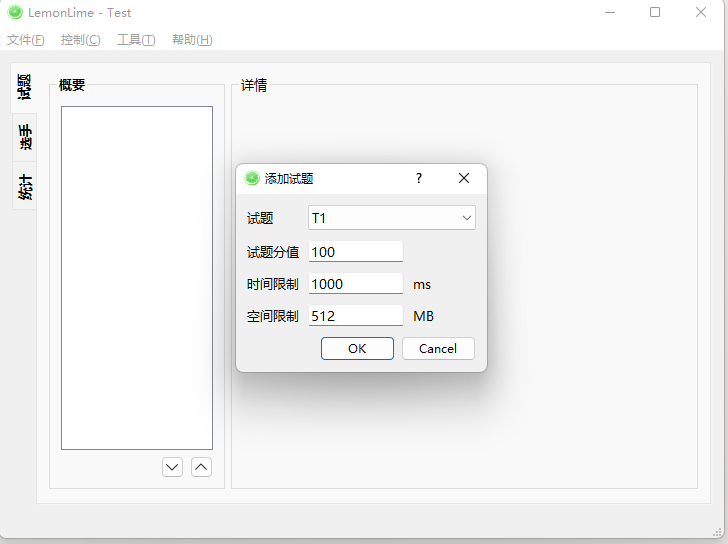 LemonLime - Test
文件(F) 控制(C) 工具(T) 帮助(H)
试题
选手
统计
概要
详情
添加试题 ?
试题 T1
试题分值 100
时间限制 1000 ms
空间限制 512 MB
OK Cancel